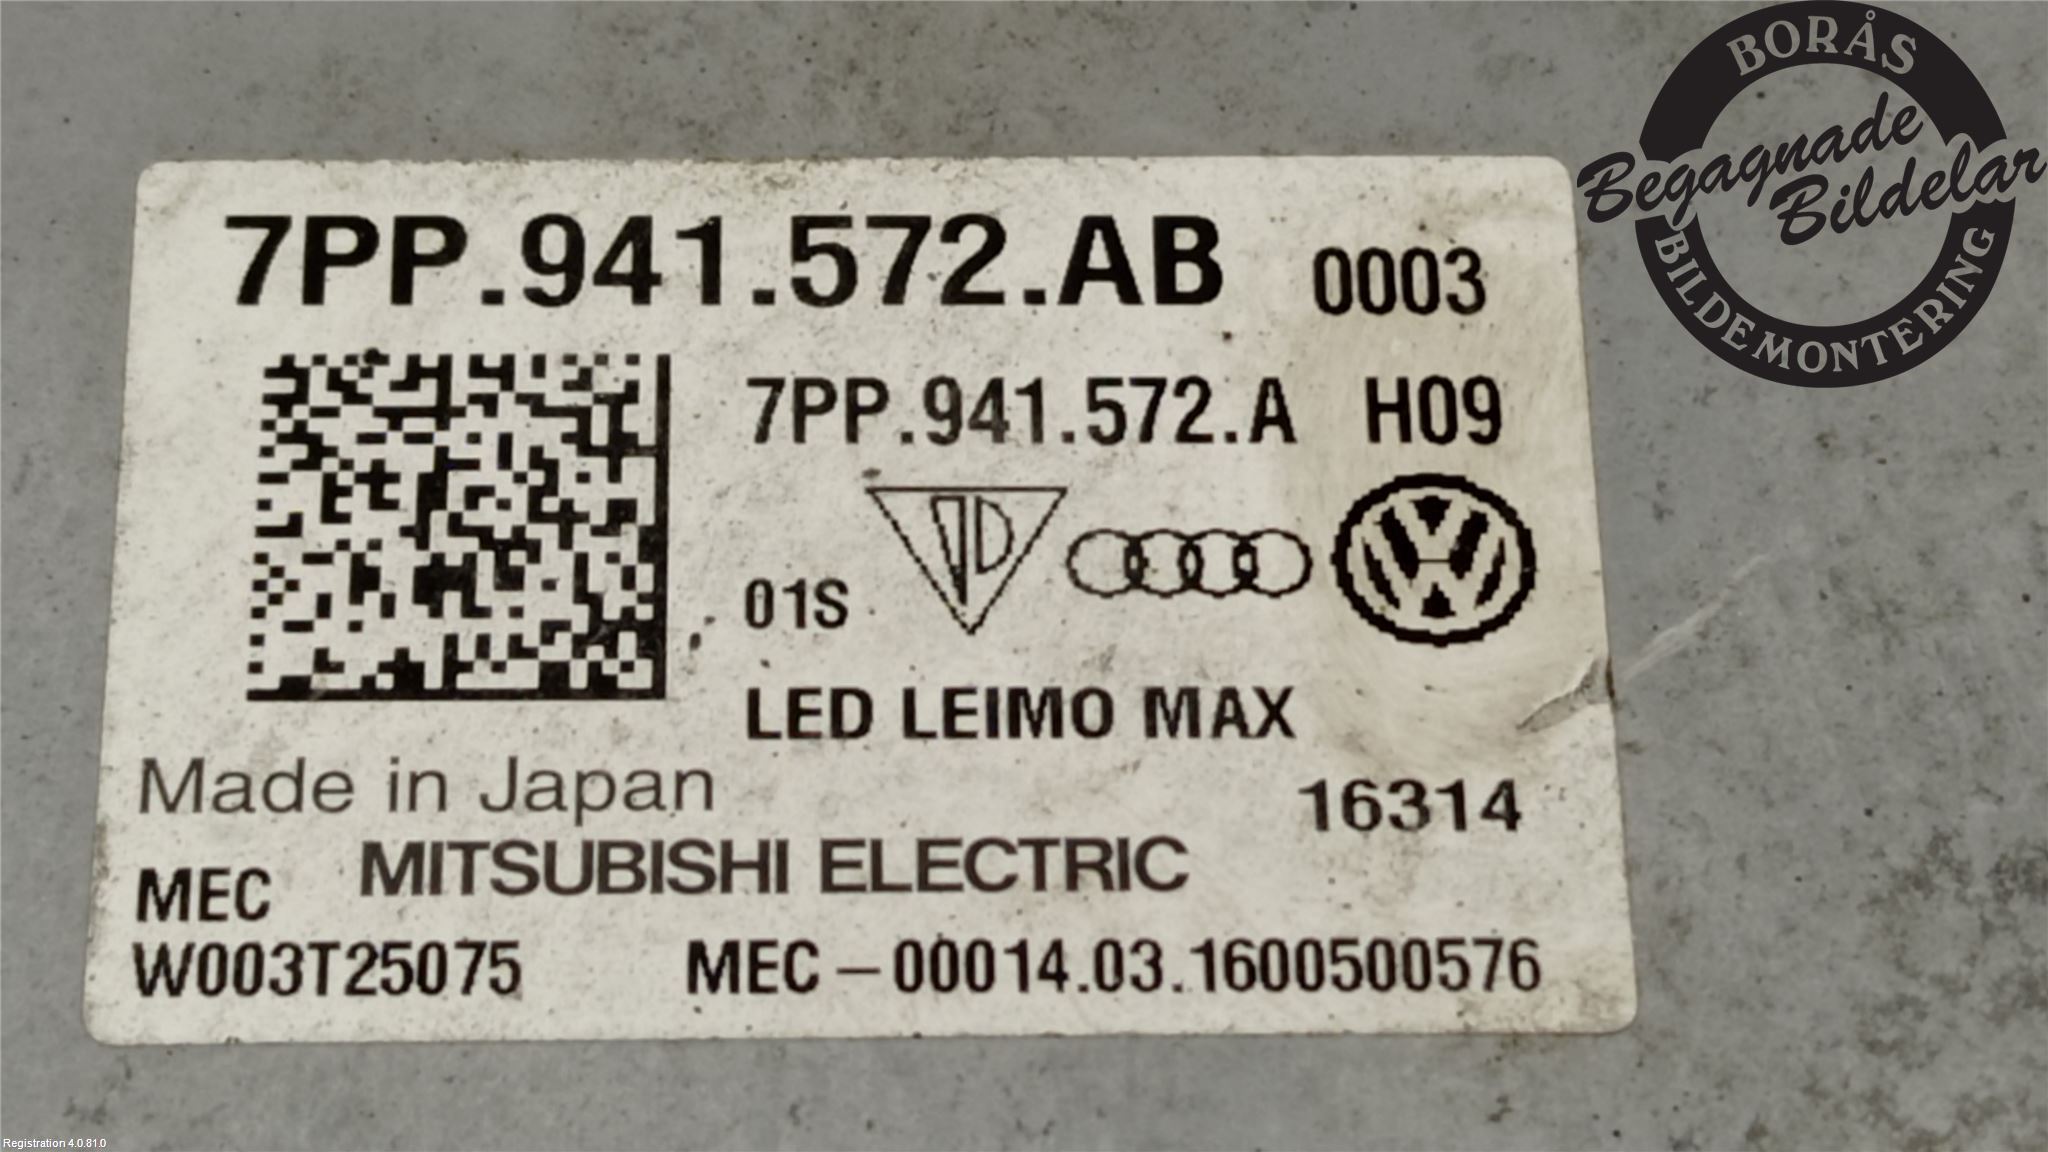 BORÅS
Begagnade
Bildelar
BILDEMONTERING
7PP.941.572.AB 0003
7PP.941.572.A H09
01S
LED LEIMO MAX
Made in Japan
16314
MEC MITSUBISHI ELECTRIC
W003T25075 MEC-00014.03.1600500576
Registration 4.0.81.0